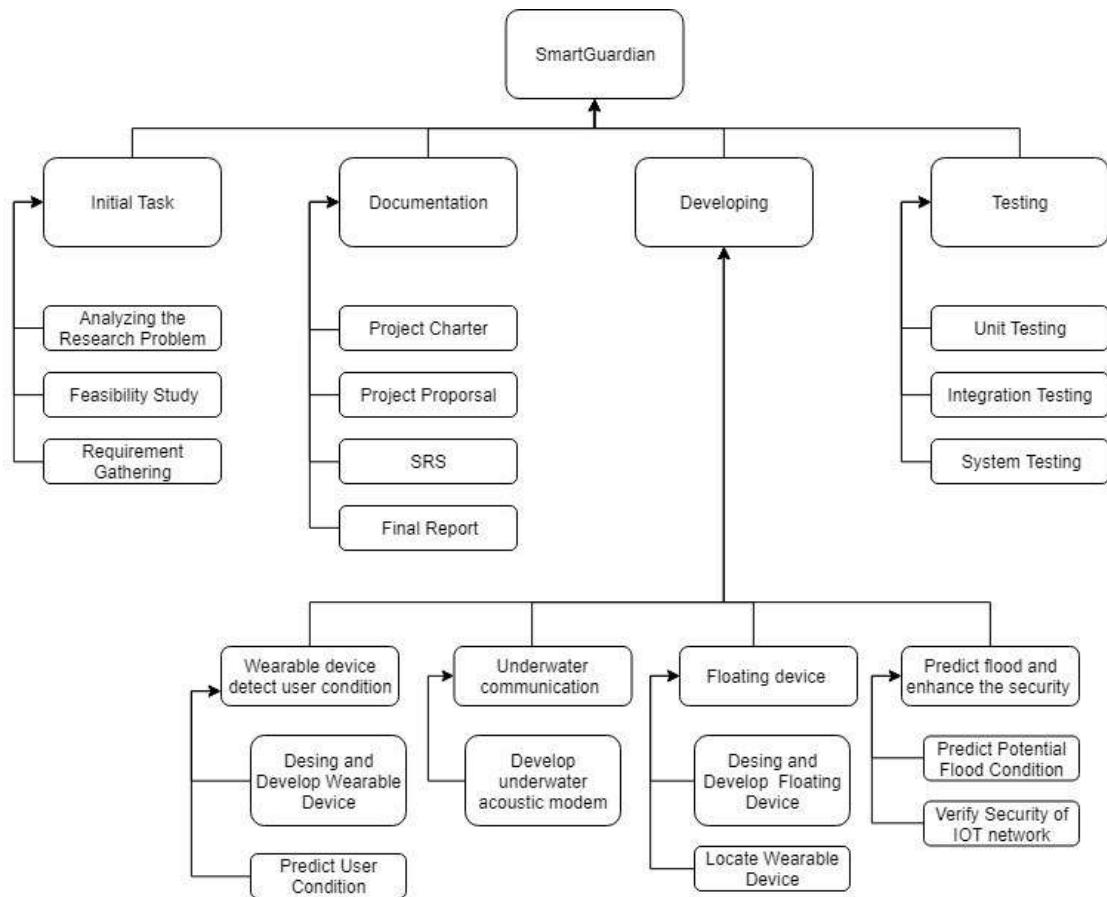 SmartGuardian
Initial Task
Documentation
Developing
Testing
Analyzing the
Research Problem
Feasibility Study
Requirement
Gathering
Project Charter
Project Proporsal
SRS
Final Report
Unit Testing
Integration Testing
System Testing
Wearable device
detect user condition
Desing and
Develop Wearable
Device
Predict User
Condition
Underwater
communication
Develop
underwater
acoustic modem
Floating device
Desing and
Develop Floating
Device
Locate Wearable
Device
Predict flood and
enhance the security
Predict Potential
Flood Condition
Verify Security of
IOT network